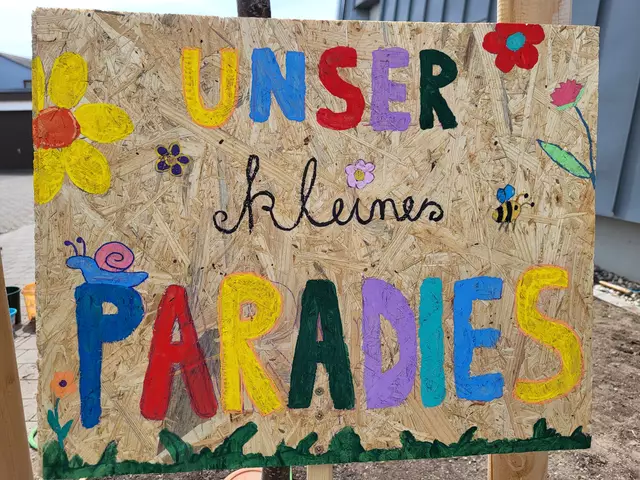 UNSER
kleines
PARADIES